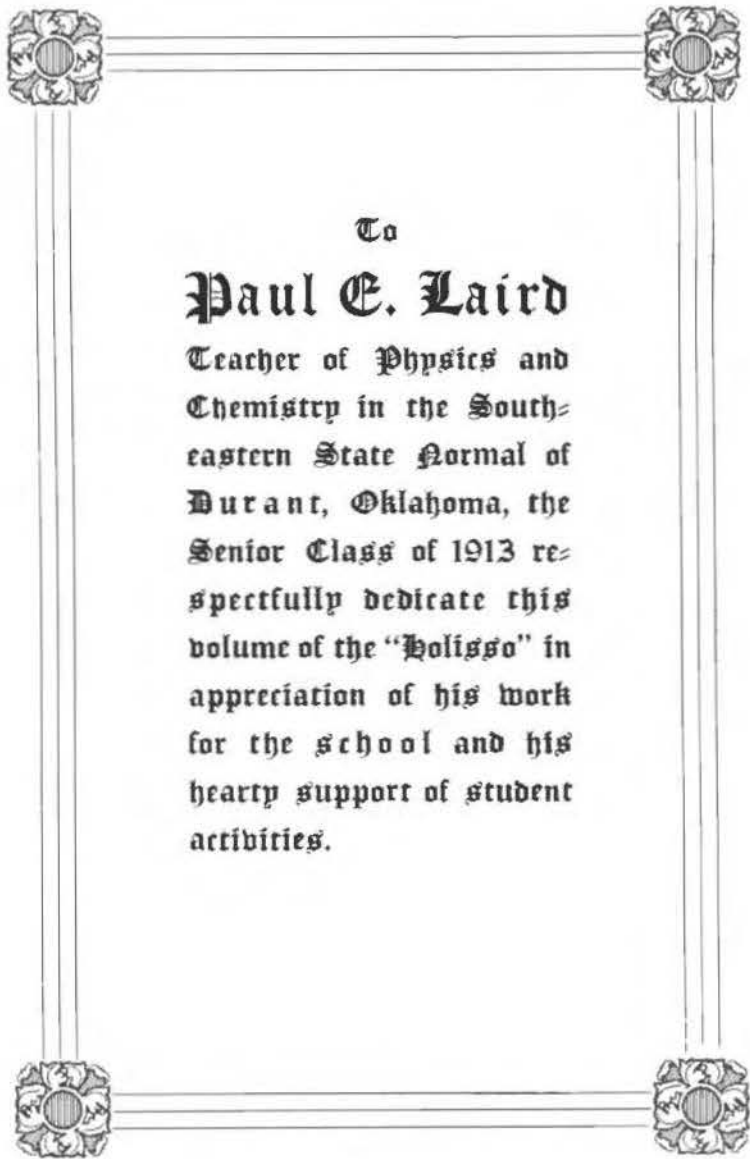 To
Paul E. Laird
Teacher of Physics and
Chemistry in the South-
eastern State Normal of
Durant, Oklahoma, the
Senior Class of 1913 re-
spectfully dedicate this
volume of the “Holisso” in
appreciation of his work
for the school and his
hearty support of student
activities.